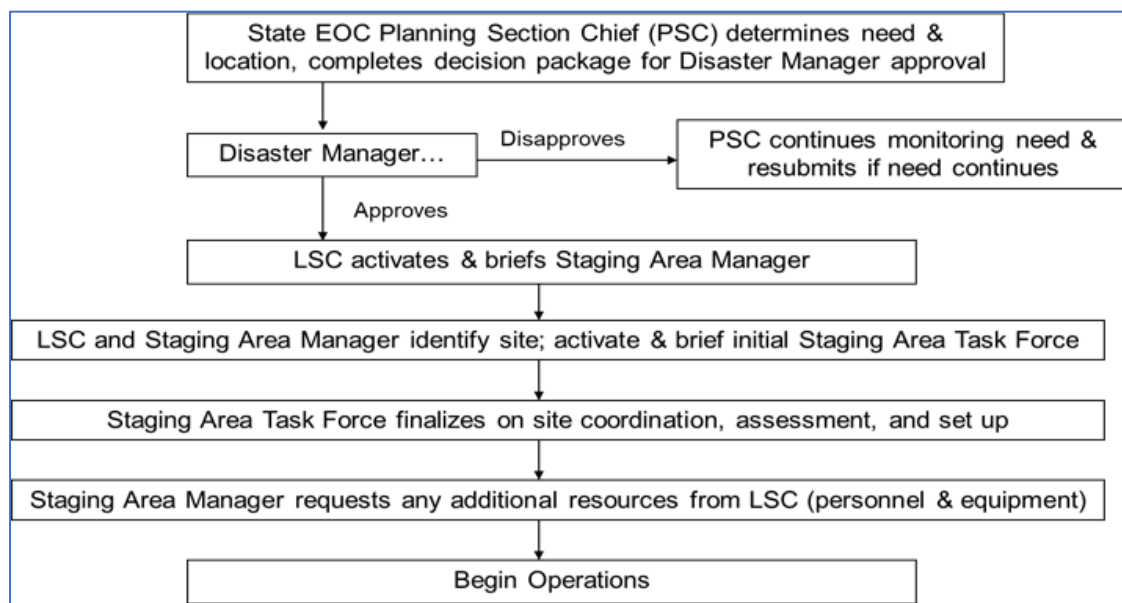 State EOC Planning Section Chief (PSC) determines need &
location, completes decision package for Disaster Manager approval
Disaster Manager…
Disapproves
PSC continues monitoring need &
resubmits if need continues
Approves
LSC activates & briefs Staging Area Manager
LSC and Staging Area Manager identify site; activate & brief initial Staging Area Task Force
Staging Area Task Force finalizes on site coordination, assessment, and set up
Staging Area Manager requests any additional resources from LSC (personnel & equipment)
Begin Operations